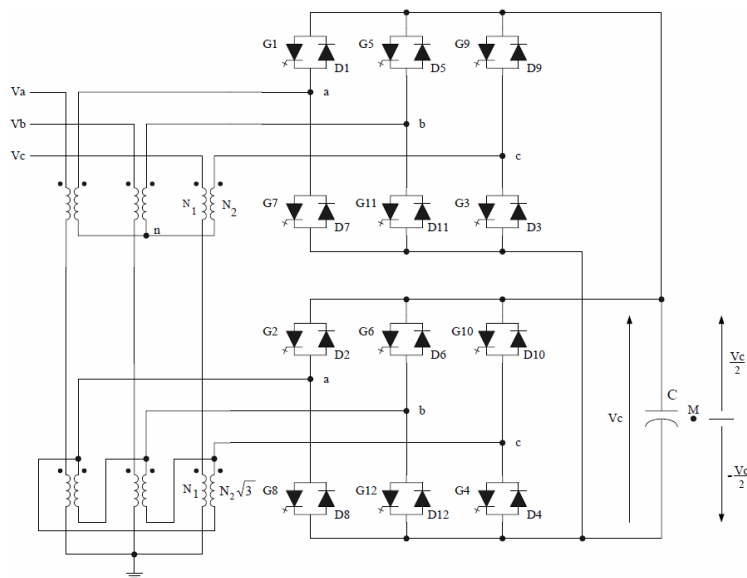 G1
D1
G5
D5
G9
D9
Va
a
Vb
b
Vc
c
N1
N2
n
G7
D7
G11
D11
G3
D3
G2
D2
G6
D6
G10
D10
a
b
c
Vc
C
M
Vc
2
-Vc
2
N1
N2√3
G8
D8
G12
D12
G4
D4